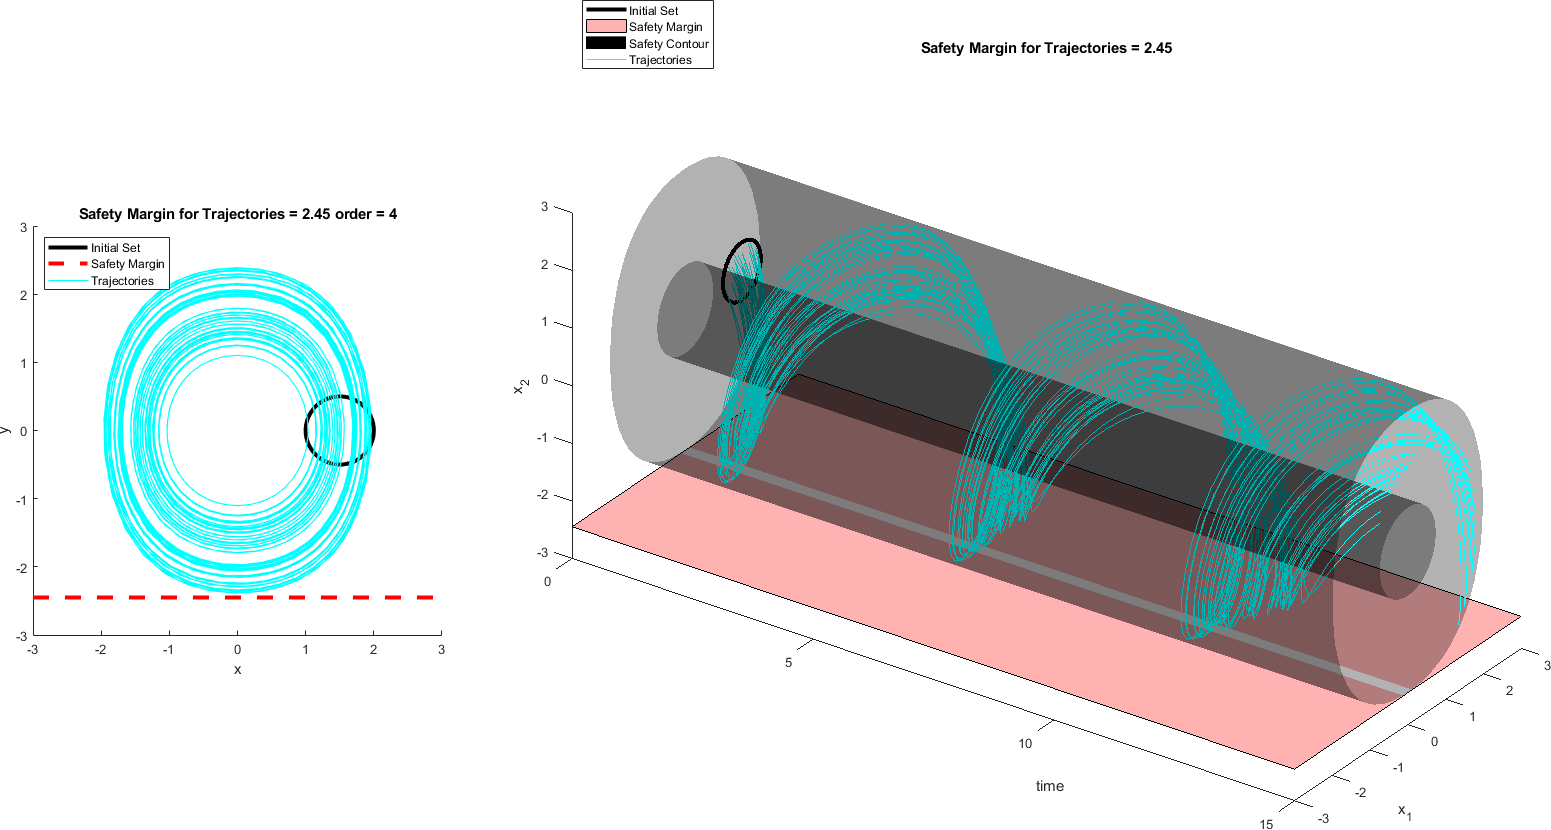 Safety Margin for Trajectories = 2.45 order = 4
Initial Set
Safety Margin
Trajectories
3
2
1
0
-1
-2
-3
y
-3
-2
-1
0
1
2
3
x
Initial Set
Safety Margin
Safety Contour
Trajectories
Safety Margin for Trajectories = 2.45
3
2
1
0
-1
-2
-3
x2
0
5
10
15
time
3
2
1
0
-1
-2
-3
x1